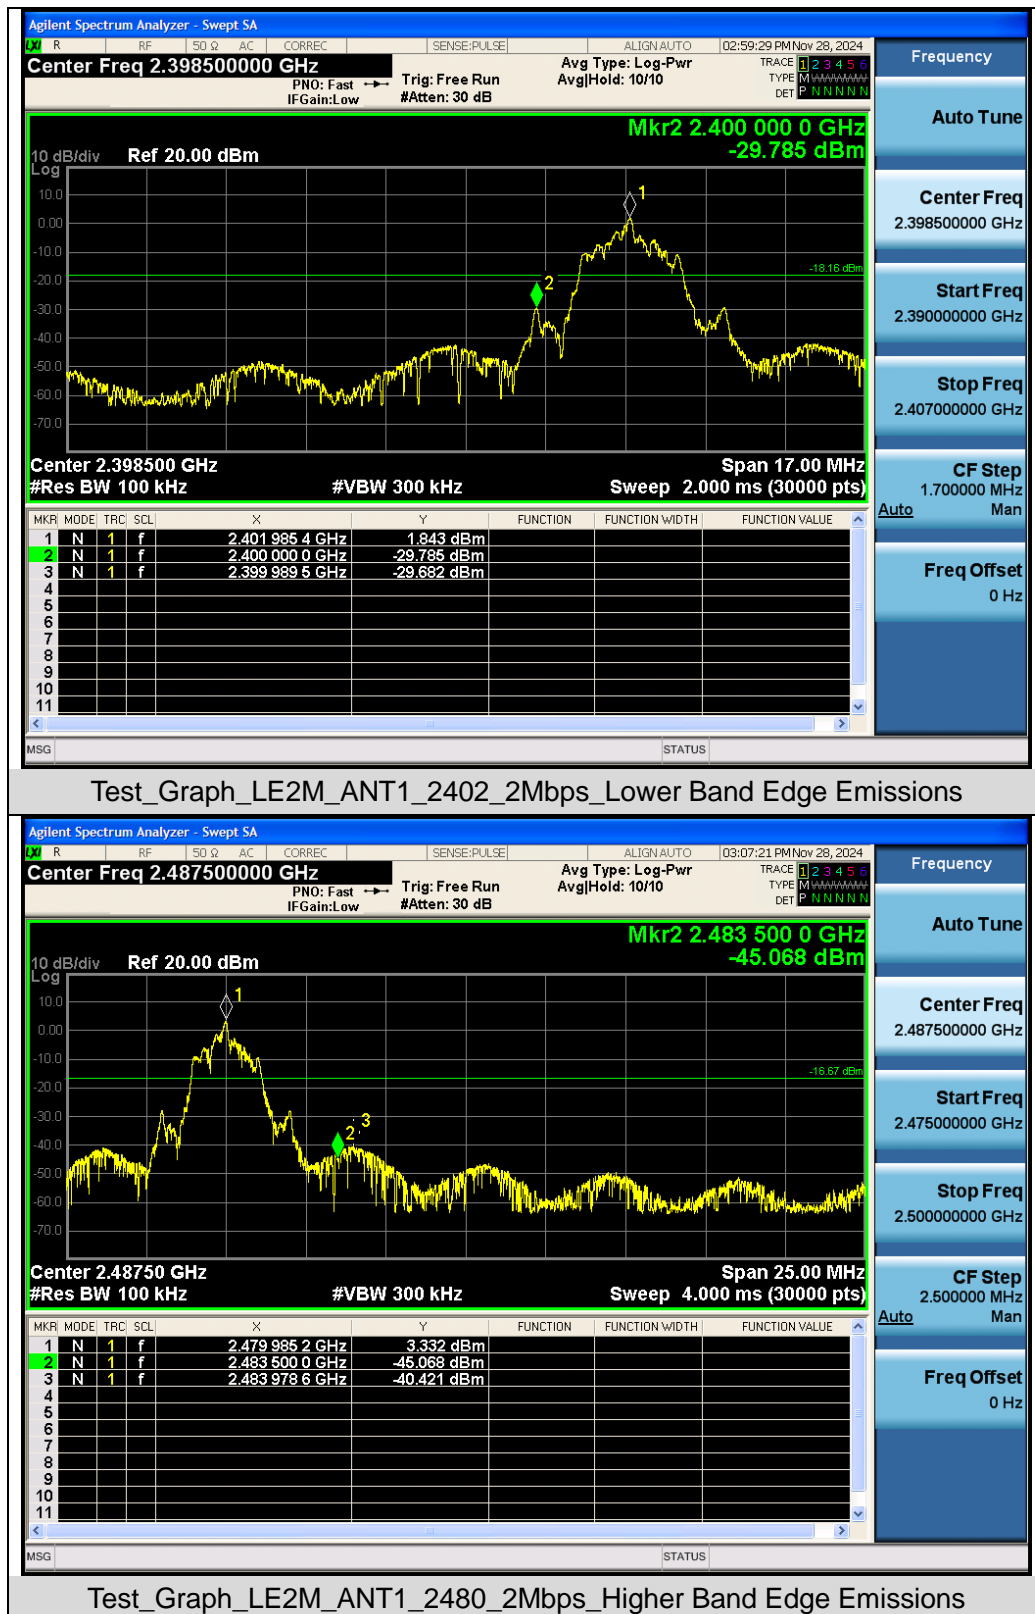 Agilent Spectrum Analyzer - Swept SA
LXI R RF 50 Ω AC CORREC SENSE:PULSE ALIGN AUTO 02:59:29 PM Nov 28, 2024
Center Freq 2.398500000 GHz
PNO: Fast
IFGain:Low
Trig: Free Run
#Atten: 30 dB
Avg Type: Log-Pwr
Avg|Hold: 10/10
TRACE 1 2 3 4 5 6
TYPE M WWWWW
DET P N N N N N
Mkr2 2.400 000 0 GHz
-29.785 dBm
10 dB/div
Log
Ref 20.00 dBm
10.0
0.00
-10.0
-20.0
-30.0
-40.0
-50.0
-60.0
-70.0
1
2
-18.16 dBm
Center 2.398500 GHz
Span 17.00 MHz
#Res BW 100 kHz
#VBW 300 kHz
Sweep 2.000 ms (30000 pts)
MKR MODE TRC SCL X Y FUNCTION FUNCTION WIDTH FUNCTION VALUE
1 N 1 f 2.401 985 4 GHz 1.843 dBm
2 N 1 f 2.400 000 0 GHz -29.785 dBm
3 N 1 f 2.399 989 5 GHz -29.682 dBm
4
5
6
7
8
9
10
11
MSG
STATUS
Frequency
Auto Tune
Center Freq
2.398500000 GHz
Start Freq
2.390000000 GHz
Stop Freq
2.407000000 GHz
CF Step
1.700000 MHz
Auto Man
Freq Offset
0 Hz
Test_Graph_LE2M_ANT1_2402_2Mbps_Lower Band Edge Emissions
Agilent Spectrum Analyzer - Swept SA
LXI R RF 50 Ω AC CORREC SENSE:PULSE ALIGN AUTO 03:07:21 PM Nov 28, 2024
Center Freq 2.487500000 GHz
PNO: Fast
IFGain:Low
Trig: Free Run
#Atten: 30 dB
Avg Type: Log-Pwr
Avg|Hold: 10/10
TRACE 1 2 3 4 5 6
TYPE M WWWWW
DET P N N N N N
Mkr2 2.483 500 0 GHz
-45.068 dBm
10 dB/div
Log
Ref 20.00 dBm
10.0
0.00
-10.0
-20.0
-30.0
-40.0
-50.0
-60.0
-70.0
1
2
3
-16.67 dBm
Center 2.48750 GHz
Span 25.00 MHz
#Res BW 100 kHz
#VBW 300 kHz
Sweep 4.000 ms (30000 pts)
MKR MODE TRC SCL X Y FUNCTION FUNCTION WIDTH FUNCTION VALUE
1 N 1 f 2.479 985 2 GHz 3.332 dBm
2 N 1 f 2.483 500 0 GHz -45.068 dBm
3 N 1 f 2.483 978 6 GHz -40.421 dBm
4
5
6
7
8
9
10
11
MSG
STATUS
Frequency
Auto Tune
Center Freq
2.487500000 GHz
Start Freq
2.475000000 GHz
Stop Freq
2.500000000 GHz
CF Step
2.500000 MHz
Auto Man
Freq Offset
0 Hz
Test_Graph_LE2M_ANT1_2480_2Mbps_Higher Band Edge Emissions